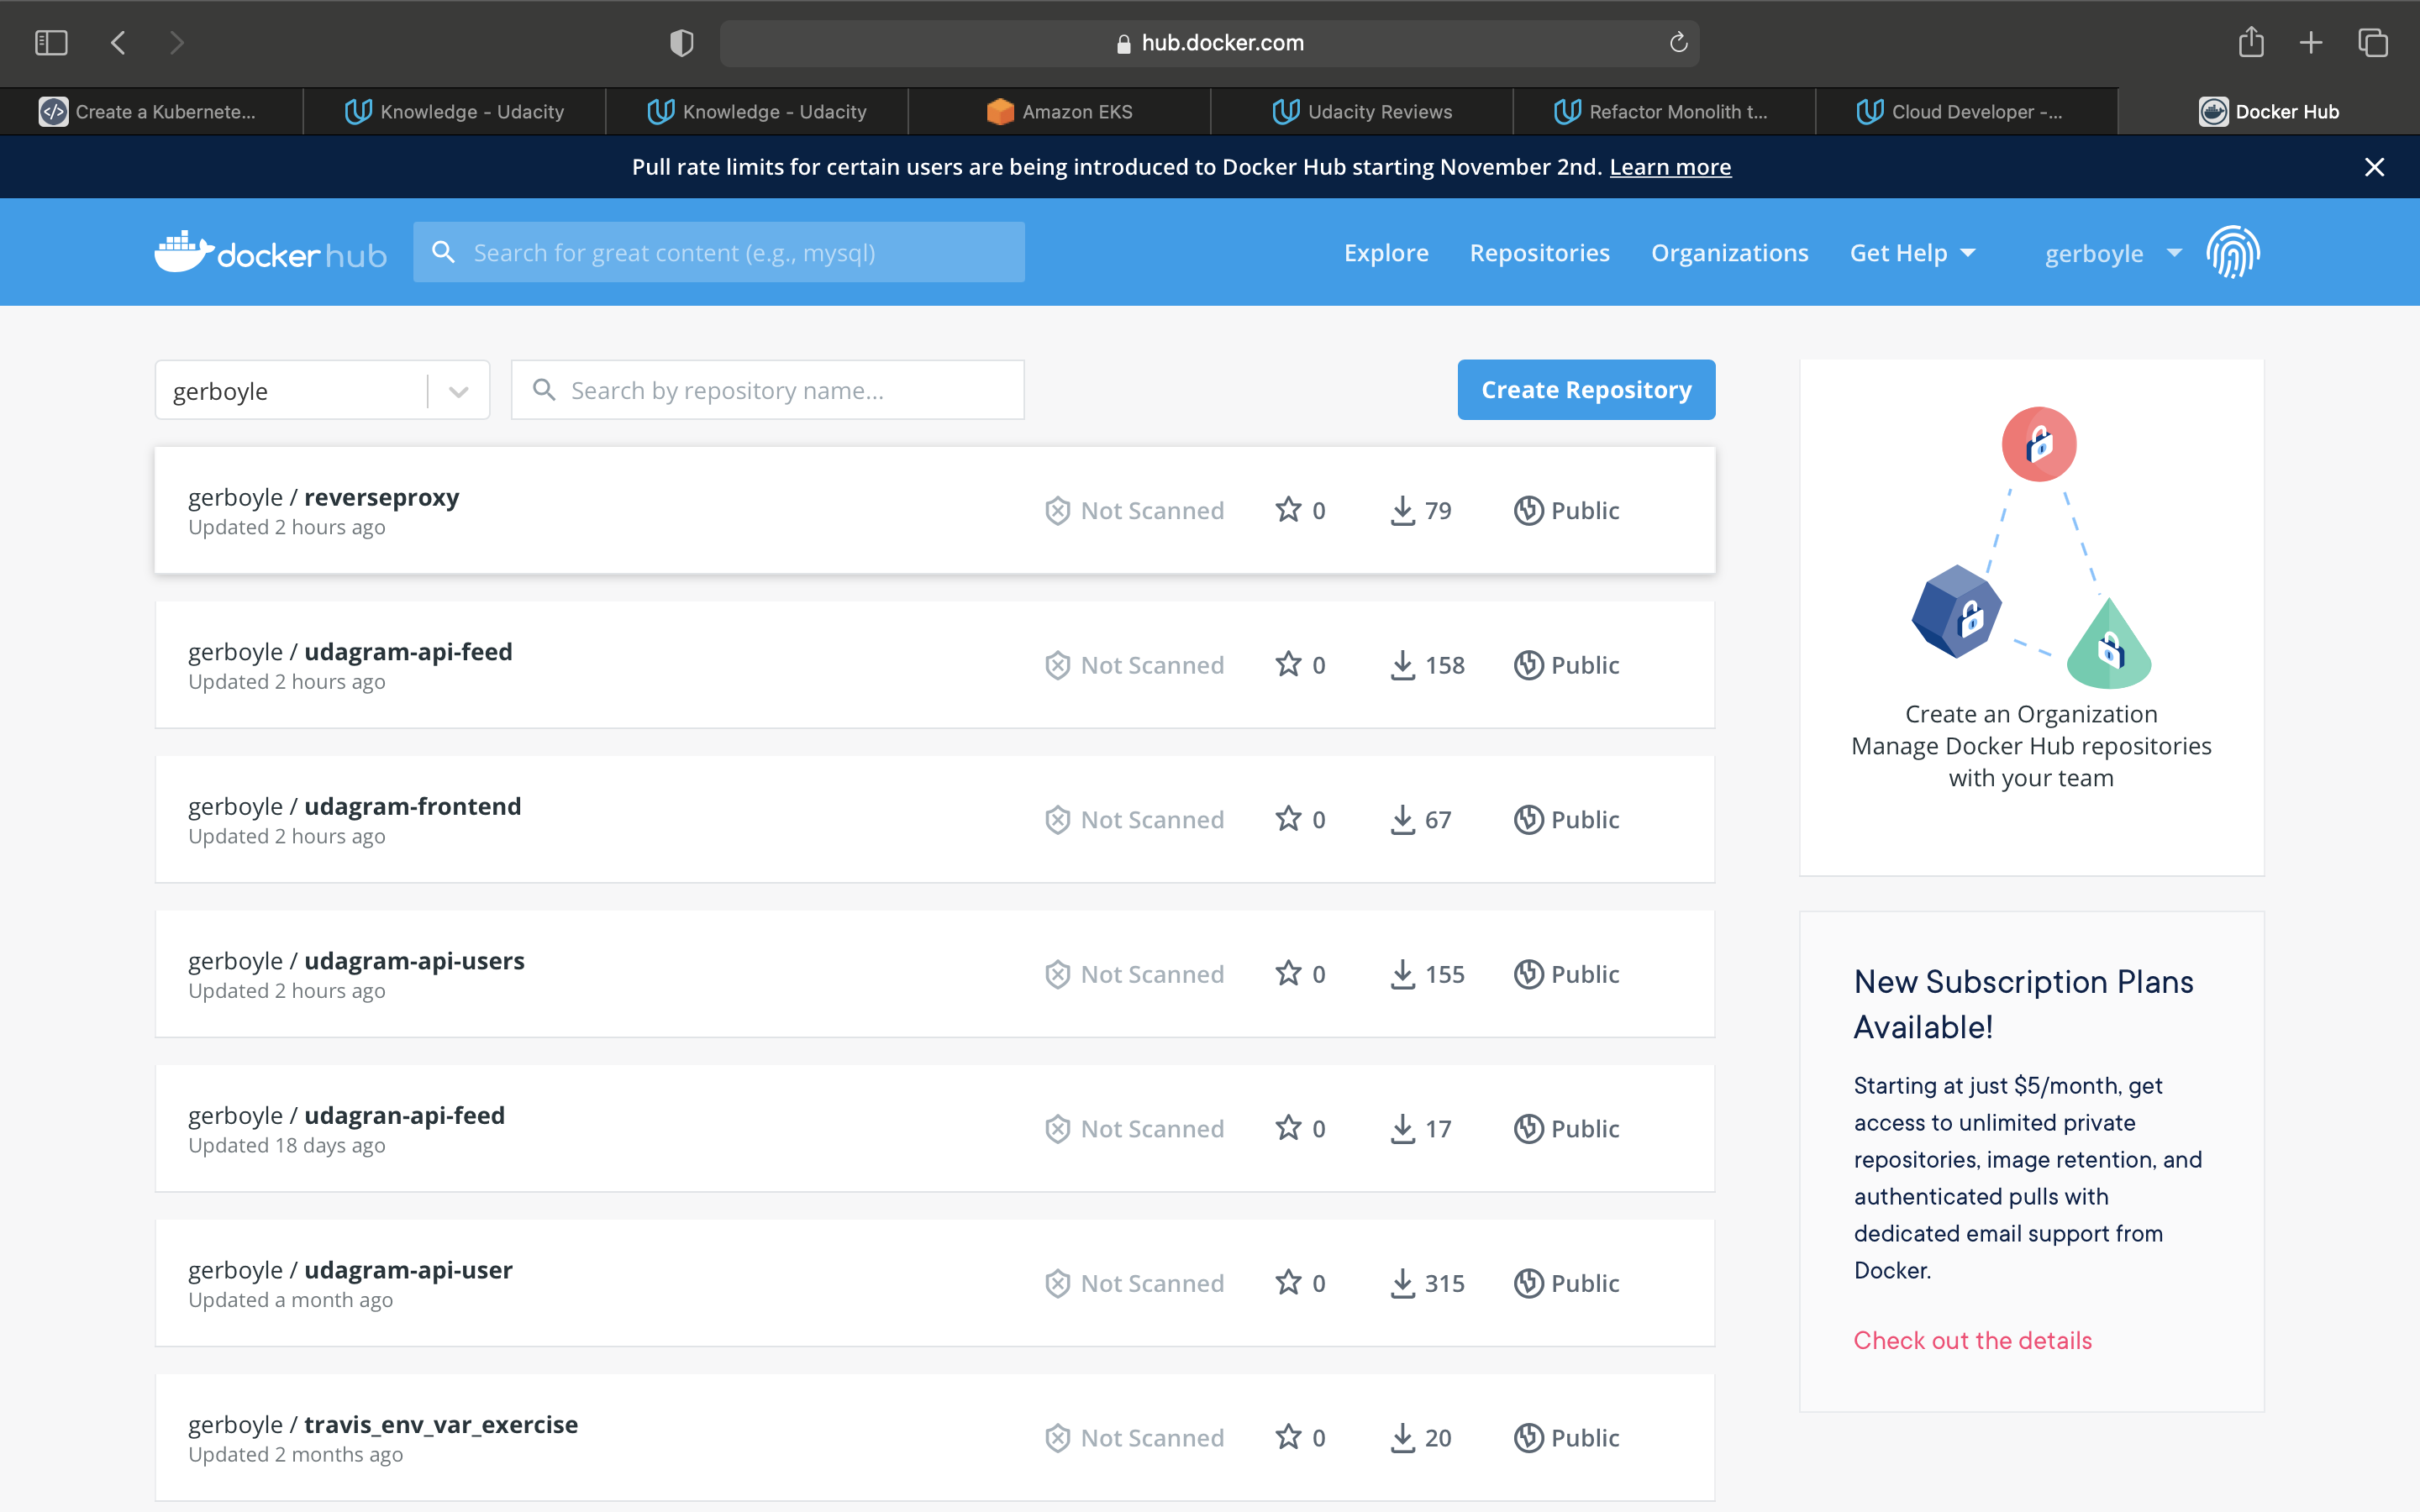 hub.docker.com
Create a Kubernete...
Knowledge - Udacity
Knowledge - Udacity
Amazon EKS
Udacity Reviews
Refactor Monolith t...
Cloud Developer -...
Docker Hub
Pull rate limits for certain users are being introduced to Docker Hub starting November 2nd. Learn more
docker hub
Search for great content (e.g., mysql)
Explore
Repositories
Organizations
Get Help
gerboyle
gerboyle
Search by repository name...
Create Repository
gerboyle / reverseproxy
Updated 2 hours ago
Not Scanned
0
79
Public
gerboyle / udagram-api-feed
Updated 2 hours ago
Not Scanned
0
158
Public
gerboyle / udagram-frontend
Updated 2 hours ago
Not Scanned
0
67
Public
gerboyle / udagram-api-users
Updated 2 hours ago
Not Scanned
0
155
Public
gerboyle / udagran-api-feed
Updated 18 days ago
Not Scanned
0
17
Public
gerboyle / udagram-api-user
Updated a month ago
Not Scanned
0
315
Public
gerboyle / travis_env_var_exercise
Updated 2 months ago
Not Scanned
0
20
Public
Create an Organization
Manage Docker Hub repositories
with your team
New Subscription Plans
Available!
Starting at just $5/month, get
access to unlimited private
repositories, image retention, and
authenticated pulls with
dedicated email support from
Docker.
Check out the details